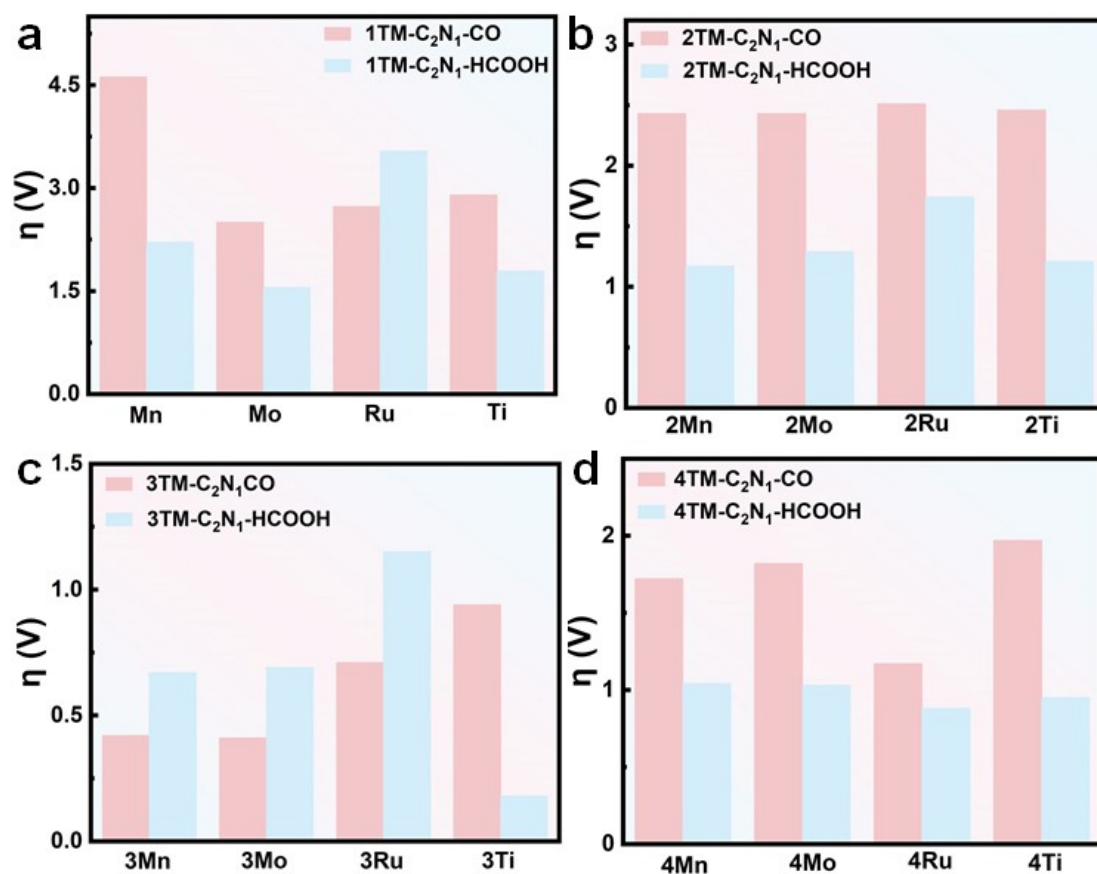 a
1TM-C₂N₁-CO
1TM-C₂N₁-HCOOH
η (V)
4.5
3.0
1.5
0.0
Mn Mo Ru Ti
b
2TM-C₂N₁-CO
2TM-C₂N₁-HCOOH
η (V)
3
2
1
0
2Mn 2Mo 2Ru 2Ti
c
3TM-C₂N₁CO
3TM-C₂N₁-HCOOH
η (V)
1.5
1.0
0.5
0.0
3Mn 3Mo 3Ru 3Ti
d
4TM-C₂N₁-CO
4TM-C₂N₁-HCOOH
η (V)
2
1
0
4Mn 4Mo 4Ru 4Ti